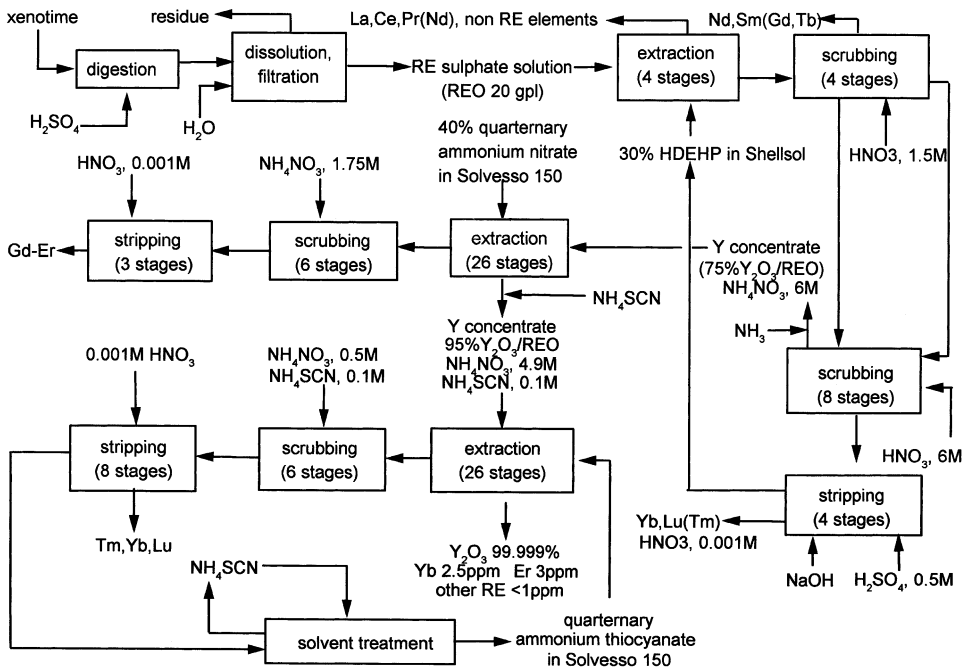 xenotime
residue
La,Ce,Pr(Nd), non RE elements
Nd,Sm(Gd,Tb)
digestion
dissolution,
filtration
RE sulphate solution
(REO 20 gpl)
extraction
(4 stages)
scrubbing
(4 stages)
H₂SO₄
H₂O
40% quarternary
ammonium nitrate
in Solvesso 150
30% HDEHP in Shellsol
HNO3, 1.5M
HNO₃, 0.001M
NH₄NO₃, 1.75M
Gd-Er
stripping
(3 stages)
scrubbing
(6 stages)
extraction
(26 stages)
Y concentrate
(75%Y₂O₃/REO)
NH₄NO₃, 6M
NH₄SCN
NH₃
Y concentrate
95%Y₂O₃/REO
NH₄NO₃, 4.9M
NH₄SCN, 0.1M
0.001M HNO₃
NH₄NO₃, 0.5M
NH₄SCN, 0.1M
scrubbing
(8 stages)
HNO₃, 6M
stripping
(8 stages)
scrubbing
(6 stages)
extraction
(26 stages)
stripping
(4 stages)
Yb,Lu(Tm)
HNO3, 0.001M
NaOH
H₂SO₄, 0.5M
Tm,Yb,Lu
Y₂O₃ 99.999%
Yb 2.5ppm Er 3ppm
other RE <1ppm
NH₄SCN
solvent treatment
quarternary
ammonium thiocyanate
in Solvesso 150